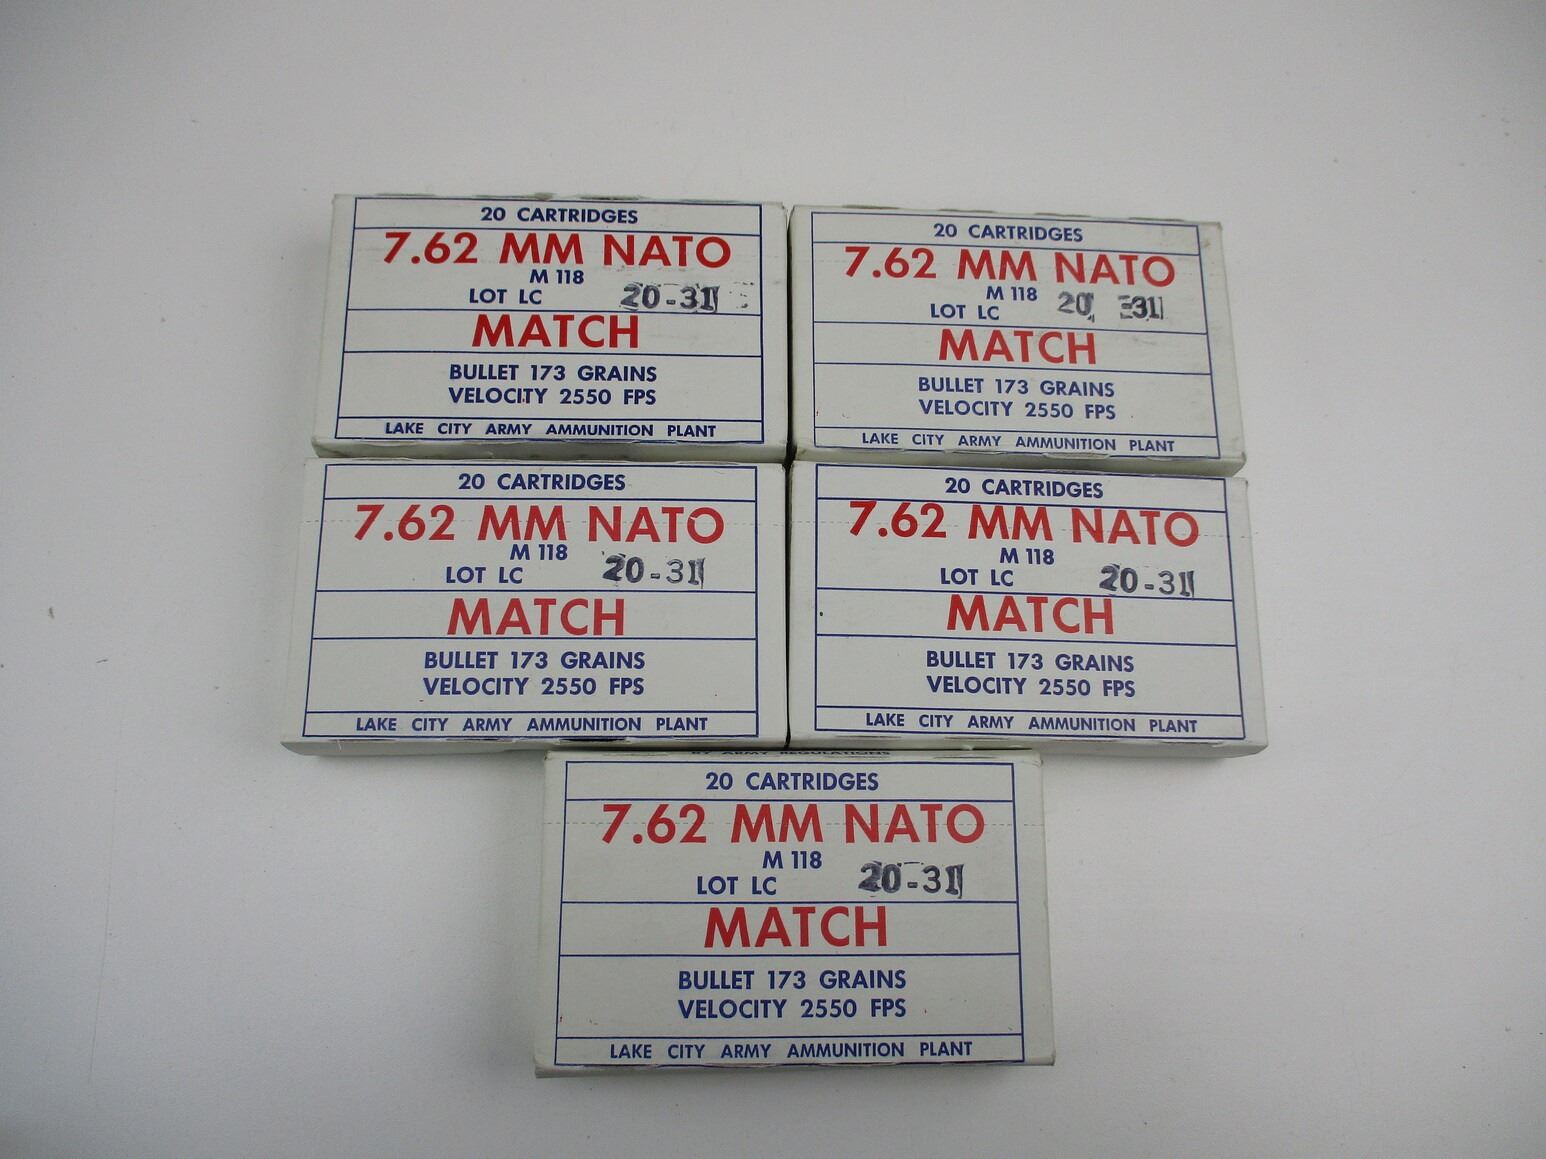 20 CARTRIDGES
7.62 MM NATO
M 118
LOT LC 20-31
MATCH
BULLET 173 GRAINS
VELOCITY 2550 FPS
LAKE CITY ARMY AMMUNITION PLANT
20 CARTRIDGES
7.62 MM NATO
M 118
LOT LC 20 -31
MATCH
BULLET 173 GRAINS
VELOCITY 2550 FPS
LAKE CITY ARMY AMMUNITION PLANT
20 CARTRIDGES
7.62 MM NATO
M 118
LOT LC 20-31
MATCH
BULLET 173 GRAINS
VELOCITY 2550 FPS
LAKE CITY ARMY AMMUNITION PLANT
20 CARTRIDGES
7.62 MM NATO
M 118
LOT LC 20-31
MATCH
BULLET 173 GRAINS
VELOCITY 2550 FPS
LAKE CITY ARMY AMMUNITION PLANT
BY ARMY REGULATIONS
20 CARTRIDGES
7.62 MM NATO
M 118
LOT LC 20-31
MATCH
BULLET 173 GRAINS
VELOCITY 2550 FPS
LAKE CITY ARMY AMMUNITION PLANT